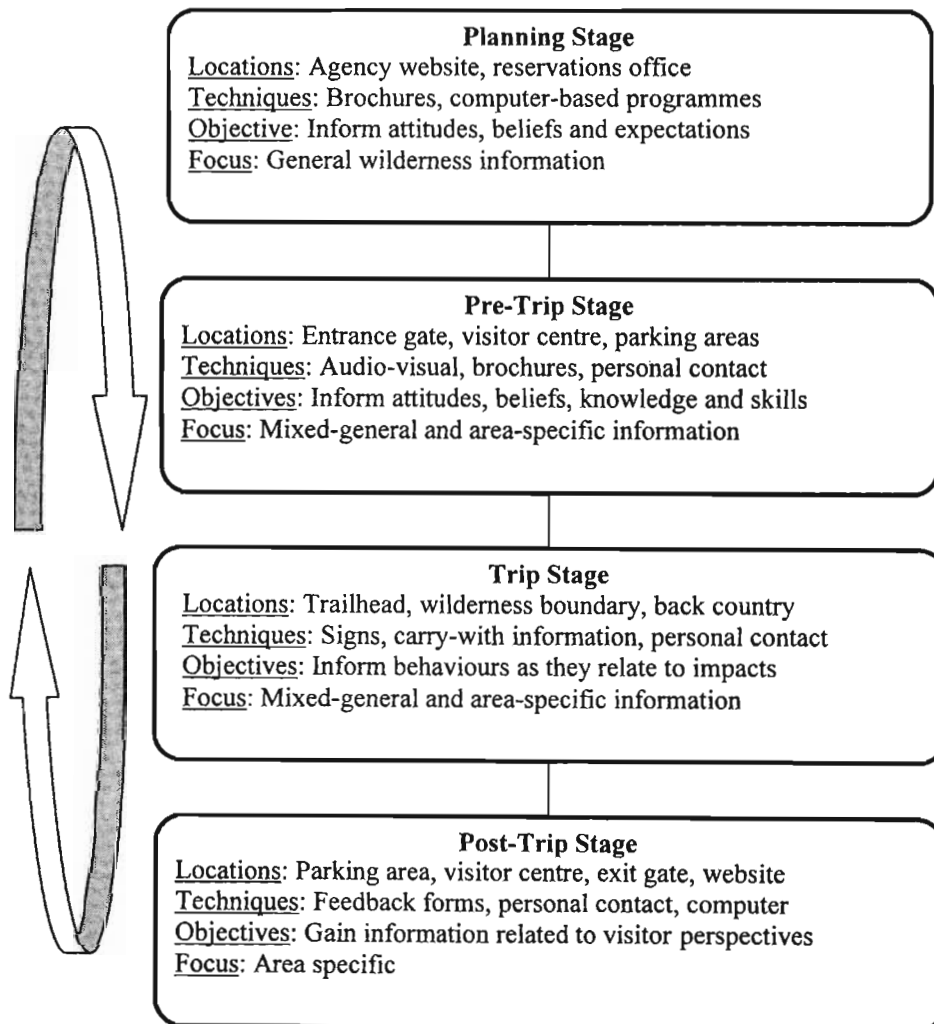 Planning Stage
Locations: Agency website, reservations office
Techniques: Brochures, computer-based programmes
Objective: Inform attitudes, beliefs and expectations
Focus: General wilderness information
Pre-Trip Stage
Locations: Entrance gate, visitor centre, parking areas
Techniques: Audio-visual, brochures, personal contact
Objectives: Inform attitudes, beliefs, knowledge and skills
Focus: Mixed-general and area-specific information
Trip Stage
Locations: Trailhead, wilderness boundary, back country
Techniques: Signs, carry-with information, personal contact
Objectives: Inform behaviours as they relate to impacts
Focus: Mixed-general and area-specific information
Post-Trip Stage
Locations: Parking area, visitor centre, exit gate, website
Techniques: Feedback forms, personal contact, computer
Objectives: Gain information related to visitor perspectives
Focus: Area specific